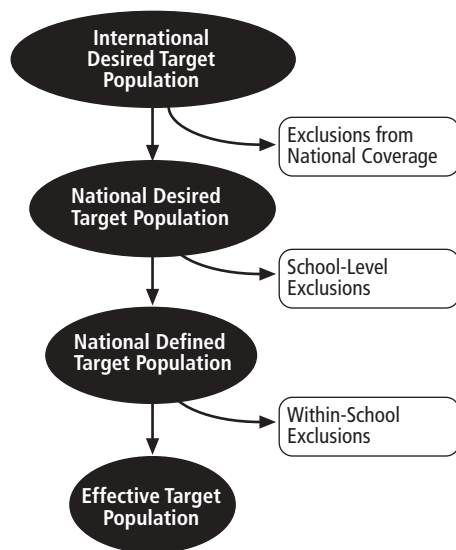 International
Desired Target
Population
Exclusions from
National Coverage
National Desired
Target Population
School-Level
Exclusions
National Defined
Target Population
Within-School
Exclusions
Effective Target
Population